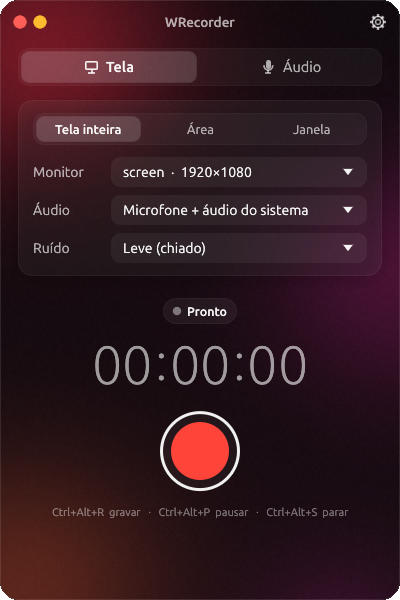 WRecorder
Tela Áudio
Tela inteira Área Janela
Monitor screen · 1920×1080
Áudio Microfone + áudio do sistema
Ruído Leve (chiado)
Pronto
00:00:00
Ctrl+Alt+R gravar · Ctrl+Alt+P pausar · Ctrl+Alt+S parar